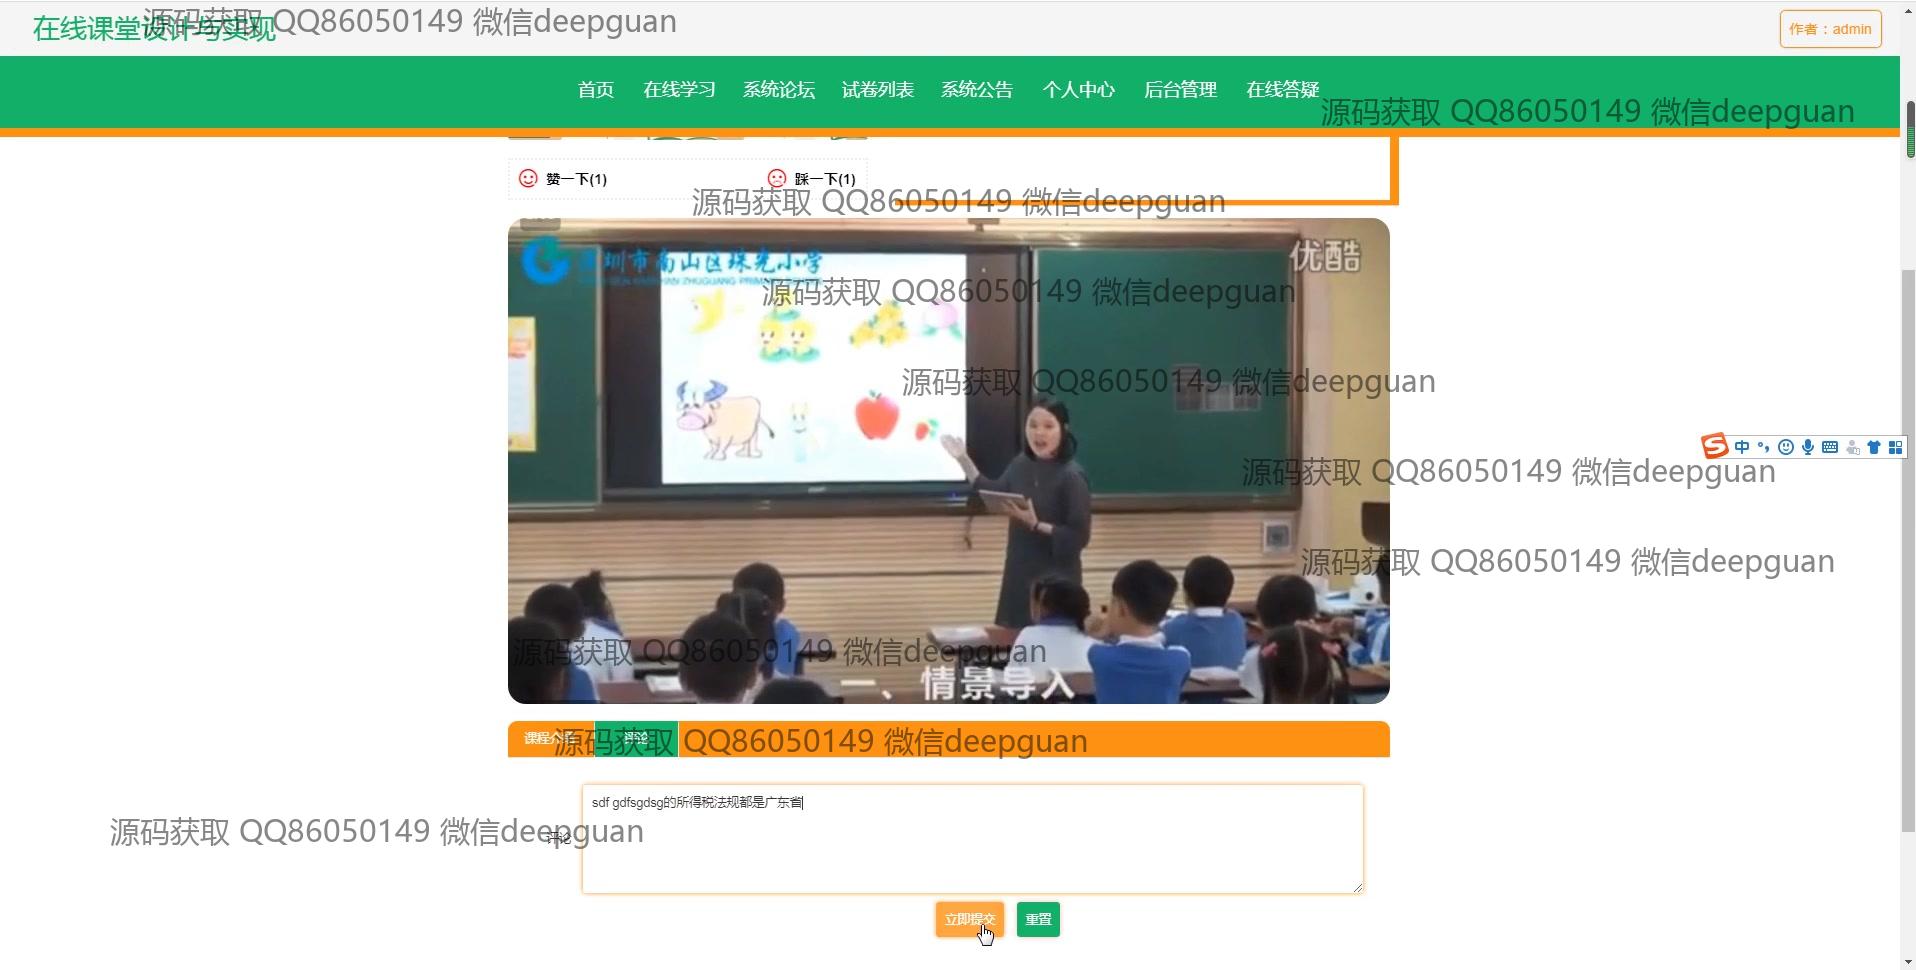 在线课堂设计与实现
源码获取 QQ86050149 微信deepguan
作者：admin
首页 在线学习 系统论坛 试卷列表 系统公告 个人中心 后台管理 在线答疑
源码获取 QQ86050149 微信deepguan
赞一下(1) 踩一下(1)
源码获取 QQ86050149 微信deepguan
深圳市南山区珠光小学
优酷
源码获取 QQ86050149 微信deepguan
源码获取 QQ86050149 微信deepguan
中
源码获取 QQ86050149 微信deepguan
源码获取 QQ86050149 微信deepguan
源码获取 QQ86050149 微信deepguan
一、情景导入
课程介绍 评论
源码获取 QQ86050149 微信deepguan
sdf gdfsgdsg的所得税法规都是广东省
评论
源码获取 QQ86050149 微信deepguan
立即提交 重置